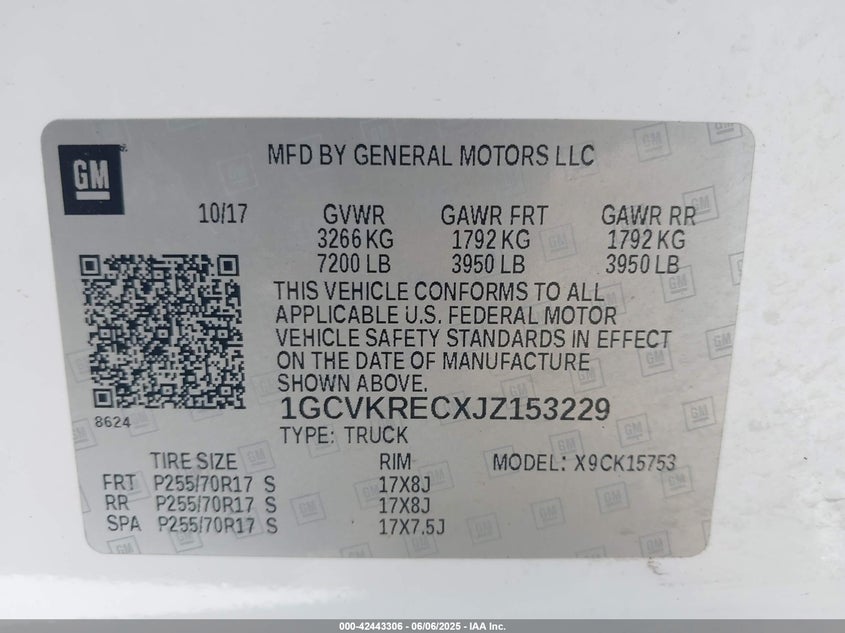 GM
MFD BY GENERAL MOTORS LLC
10/17 GVWR GAWR FRT GAWR RR
3266 KG 1792 KG 1792 KG
7200 LB 3950 LB 3950 LB
THIS VEHICLE CONFORMS TO ALL
APPLICABLE U.S. FEDERAL MOTOR
VEHICLE SAFETY STANDARDS IN EFFECT
ON THE DATE OF MANUFACTURE
SHOWN ABOVE.
8624
1GCVKRECXJZ153229
TYPE: TRUCK
TIRE SIZE RIM MODEL: X9CK15753
FRT P255/70R17 S 17X8J
RR P255/70R17 S 17X8J
SPA P255/70R17 S 17X7.5J
000-42443306 - 06/06/2025 - IAA Inc.